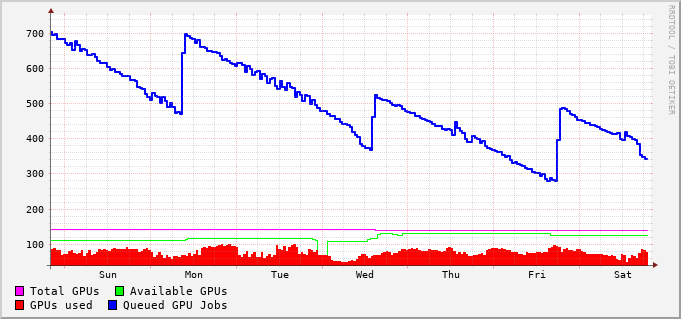 700
600
500
400
300
200
100
Sun Mon Tue Wed Thu Fri Sat
Total GPUs Available GPUs
GPUs used Queued GPU Jobs
RRDTOOL / TOBI OETIKER